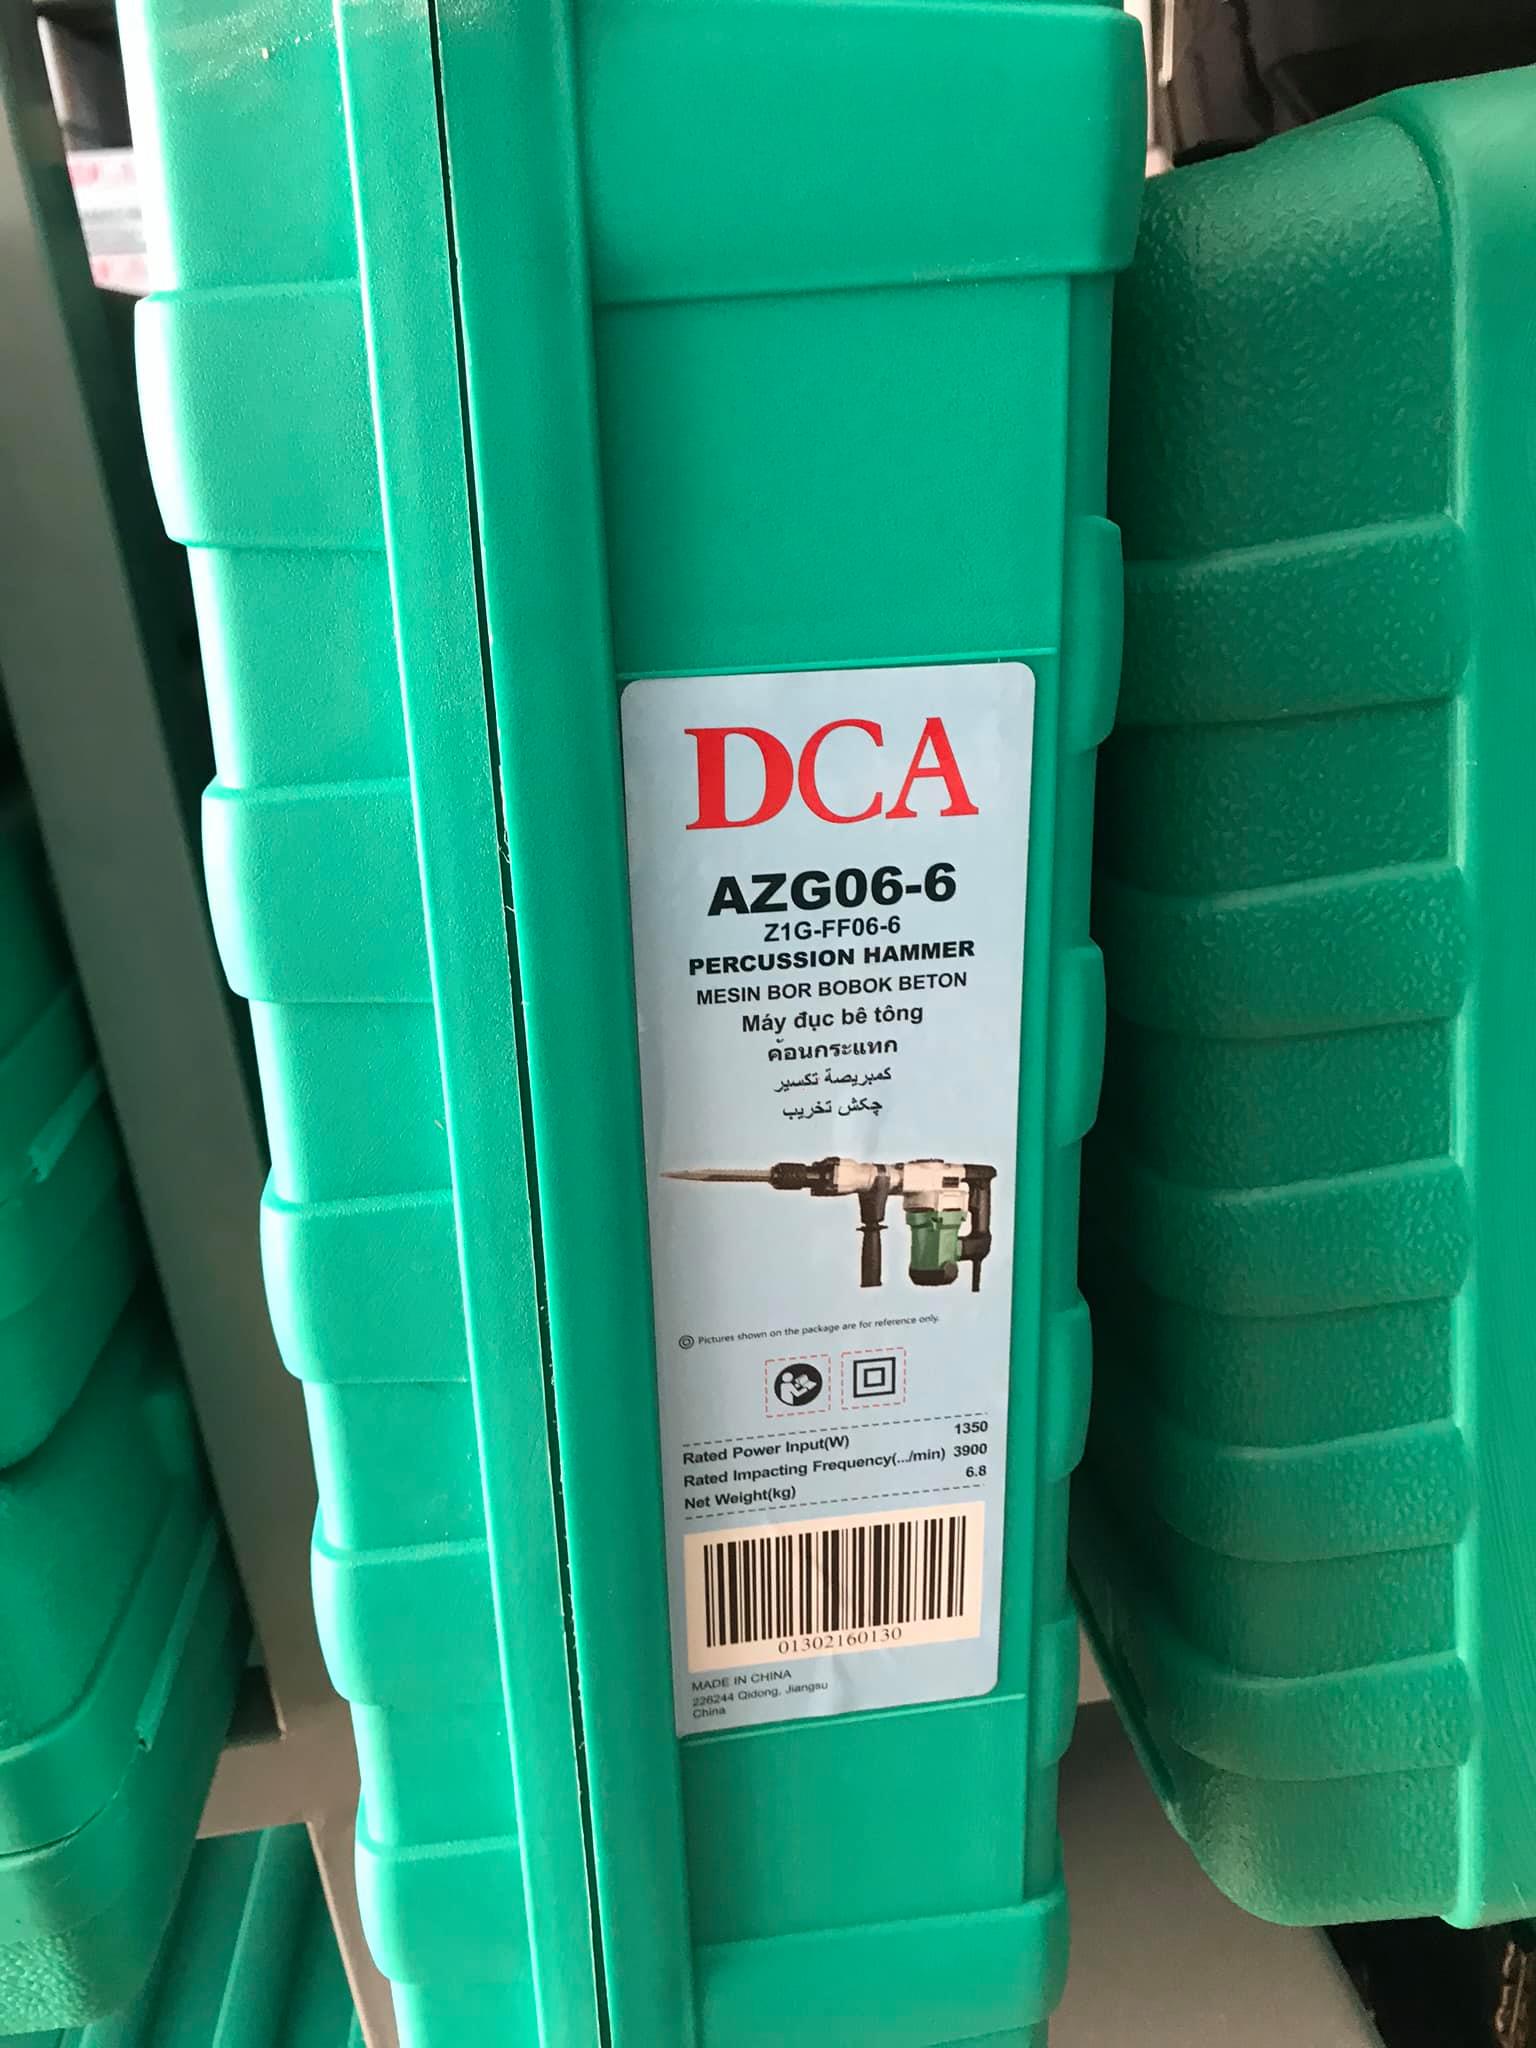 DCA
AZG06-6
Z1G-FF06-6
PERCUSSION HAMMER
MESIN BOR BOBOK BETON
Máy đục bê tông
ค้อนกระแทก
كمبريصة تكسير
چکش تخریب
Pictures shown on the package are for reference only.
Rated Power Input(W) 1350
Rated Impacting Frequency(.../min) 3900
Net Weight(kg) 6.8
01302160130
MADE IN CHINA
226244 Qidong, Jiangsu
China